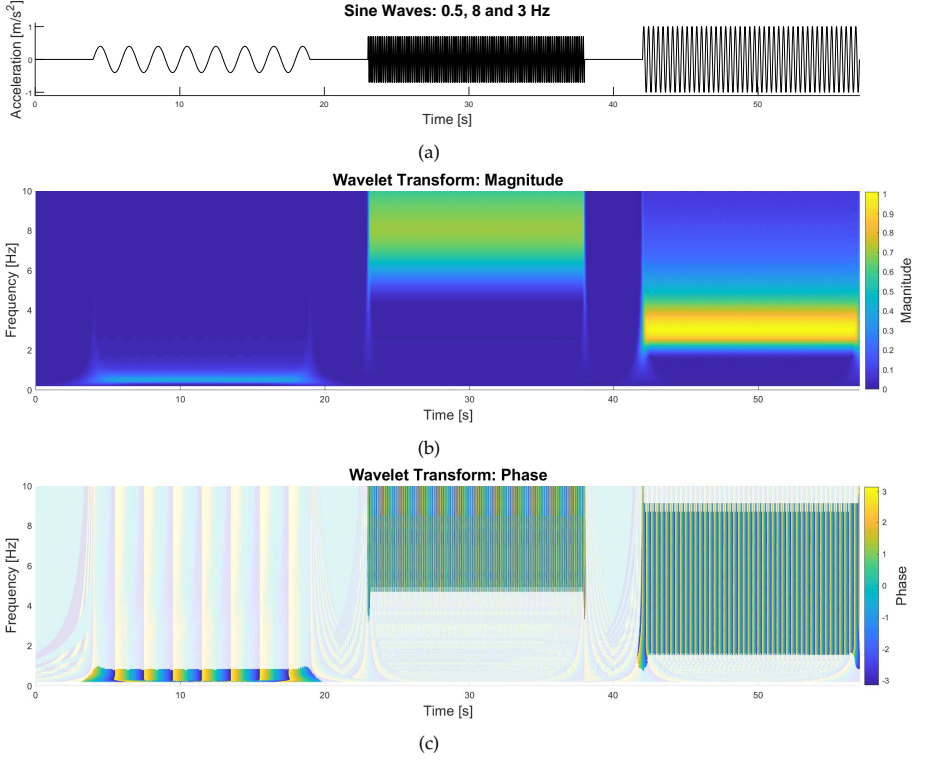 Sine Waves: 0.5, 8 and 3 Hz
Acceleration [m/s²]
1
0
-1
0 10 20 30 40 50
Time [s]
(a)
Wavelet Transform: Magnitude
Frequency [Hz]
10
8
6
4
2
0
0 10 20 30 40 50
Time [s]
1
0.9
0.8
0.7
0.6
0.5
0.4
0.3
0.2
0.1
0
Magnitude
(b)
Wavelet Transform: Phase
Frequency [Hz]
10
8
6
4
2
0
0 10 20 30 40 50
Time [s]
3
2
1
0
-1
-2
-3
Phase
(c)